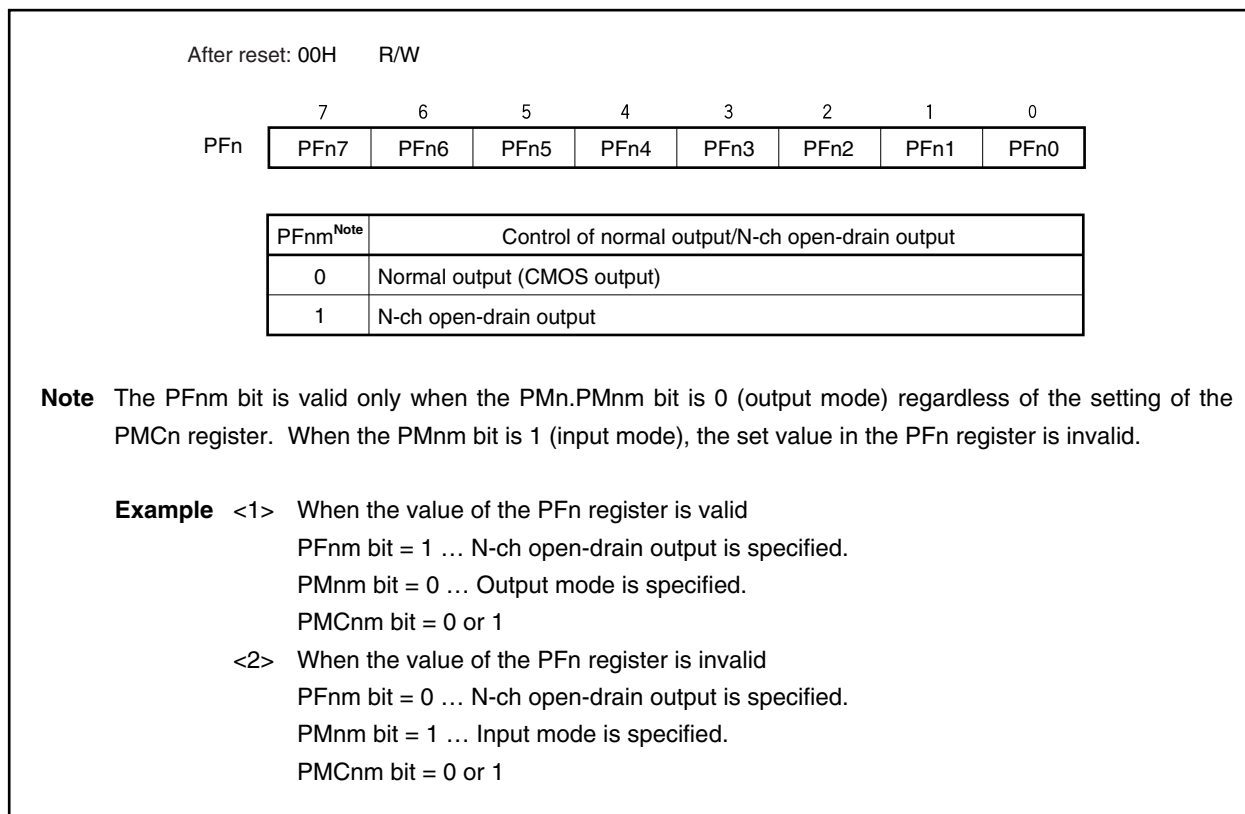 After reset: 00H R/W
7 6 5 4 3 2 1 0
PFn PFn7 PFn6 PFn5 PFn4 PFn3 PFn2 PFn1 PFn0
PFnmNote Control of normal output/N-ch open-drain output
0 Normal output (CMOS output)
1 N-ch open-drain output
Note The PFnm bit is valid only when the PMn.PMnm bit is 0 (output mode) regardless of the setting of the
PMCn register. When the PMnm bit is 1 (input mode), the set value in the PFn register is invalid.
Example <1> When the value of the PFn register is valid
PFnm bit = 1 … N-ch open-drain output is specified.
PMnm bit = 0 … Output mode is specified.
PMCnm bit = 0 or 1
<2> When the value of the PFn register is invalid
PFnm bit = 0 … N-ch open-drain output is specified.
PMnm bit = 1 … Input mode is specified.
PMCnm bit = 0 or 1